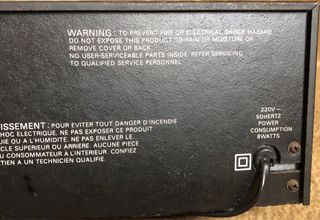 WARNING: TO PREVENT FIRE OR ELECTRICAL SHOCK HAZARD
DO NOT EXPOSE THIS PRODUCT TO RAIN OR MOISTURE OR
REMOVE COVER OR BACK.
NO USER-SERVICEABLE PARTS INSIDE. RFTER SERVICING
TO QUALIFIED SERVICE PERSONNEL
ISSEMENT: POUR EVITER TOUT DANGER D'INCENDIE
HOC ELECTRIQUE, NE PAS EXPOSER CE PRODUIT
UIE OU A L'HUMIDITE. NE PAS ENLEVER LE
CLE SUPERIEUR OU ARRIERE, AUCUNE PIECE
DU CONSOMMATEUR A L'INTERIEUR CONFIEZ
TIEN A UN TECHNICIEN QUALIFIE.
220V~
50HERTZ
POWER
CONSUMPTION
8WATTS